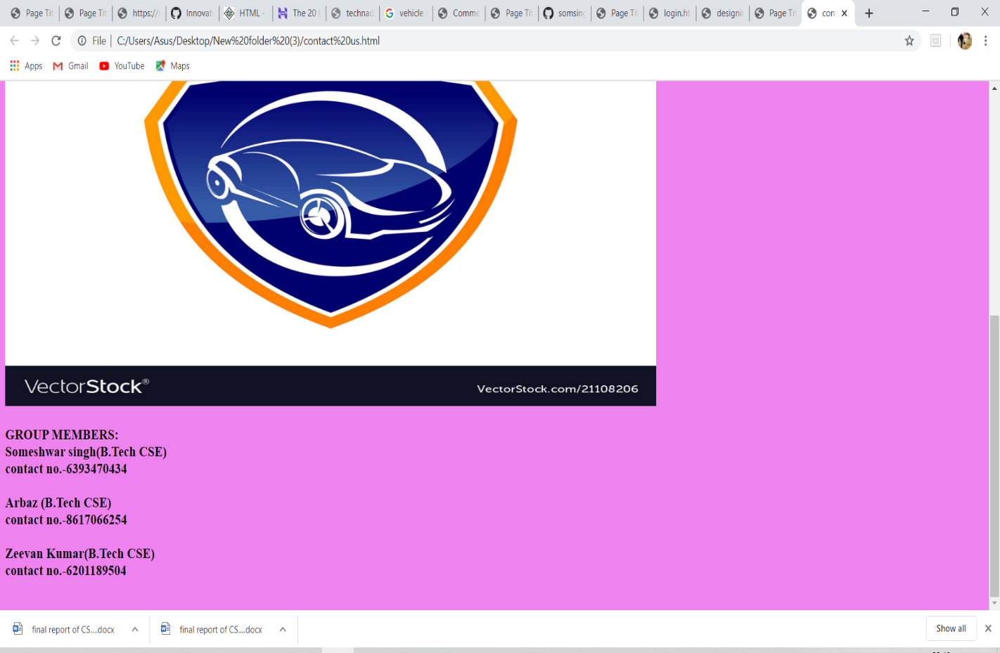 Page Tit
Page Tit
https://
Innovat
HTML -
The 20
technad
vehicle
Comme
Page Tit
somsing
Page Tit
login.ht
designi
Page Tit
con
File
C:/Users/Asus/Desktop/New%20folder%20(3)/contact%20us.html
Apps
Gmail
YouTube
Maps
VectorStock®
VectorStock.com/21108206
GROUP MEMBERS:
Someshwar singh(B.Tech CSE)
contact no.-6393470434
Arbaz (B.Tech CSE)
contact no.-8617066254
Zeevan Kumar(B.Tech CSE)
contact no.-6201189504
final report of CS....docx
final report of CS....docx
Show all